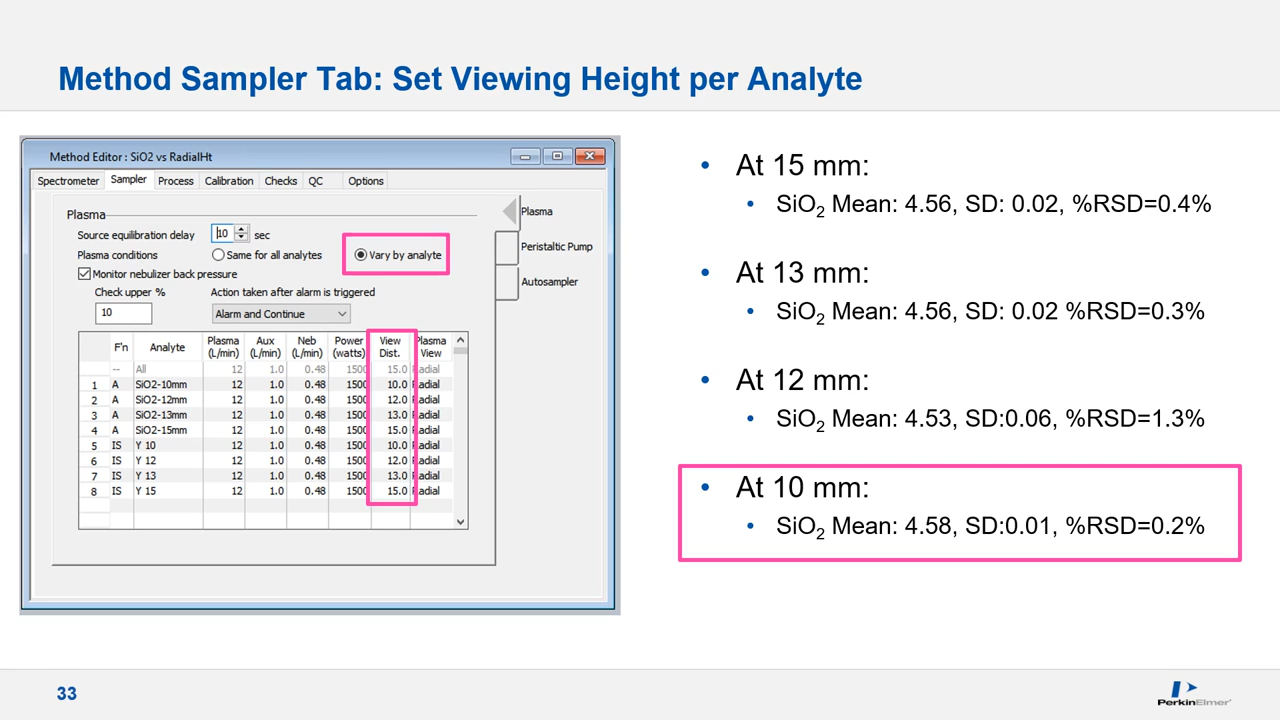 Method Sampler Tab: Set Viewing Height per Analyte
Method Editor : SiO2 vs RadialHt
Spectrometer Sampler Process Calibration Checks QC Options
Plasma
Source equilibration delay 10 sec
Plasma conditions Same for all analytes Vary by analyte
Monitor nebulizer back pressure
Check upper % Action taken after alarm is triggered
10 Alarm and Continue
F'n Analyte Plasma (L/min) Aux (L/min) Neb (L/min) Power (watts) View Dist. Plasma View
-- All 12 1.0 0.48 1500 15.0 Radial
1 A SiO2-10mm 12 1.0 0.48 1500 10.0 Radial
2 A SiO2-12mm 12 1.0 0.48 1500 12.0 Radial
3 A SiO2-13mm 12 1.0 0.48 1500 13.0 Radial
4 A SiO2-15mm 12 1.0 0.48 1500 15.0 Radial
5 IS Y 10 12 1.0 0.48 1500 10.0 Radial
6 IS Y 12 12 1.0 0.48 1500 12.0 Radial
7 IS Y 13 12 1.0 0.48 1500 13.0 Radial
8 IS Y 15 12 1.0 0.48 1500 15.0 Radial
Plasma
Peristaltic Pump
Autosampler
• At 15 mm:
• SiO₂ Mean: 4.56, SD: 0.02, %RSD=0.4%
• At 13 mm:
• SiO₂ Mean: 4.56, SD: 0.02 %RSD=0.3%
• At 12 mm:
• SiO₂ Mean: 4.53, SD:0.06, %RSD=1.3%
• At 10 mm:
• SiO₂ Mean: 4.58, SD:0.01, %RSD=0.2%
33
PerkinElmer